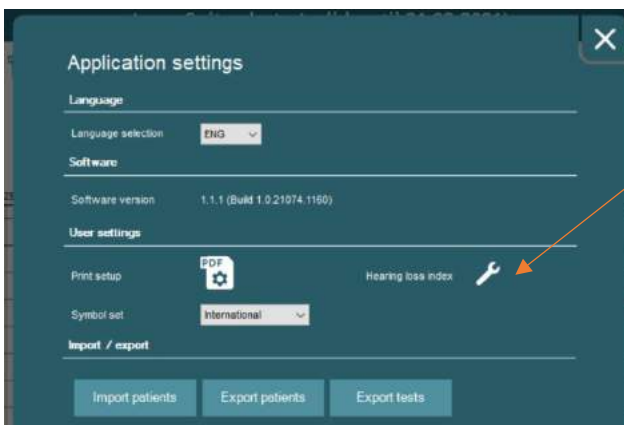 Application settings
Language
Language selection ENG
Software
Software version 1.1.1 (Build 1.0.21074.1160)
User settings
Print setup PDF Hearing loss index
Symbol set International
Import / export
Import patients Export patients Export tests